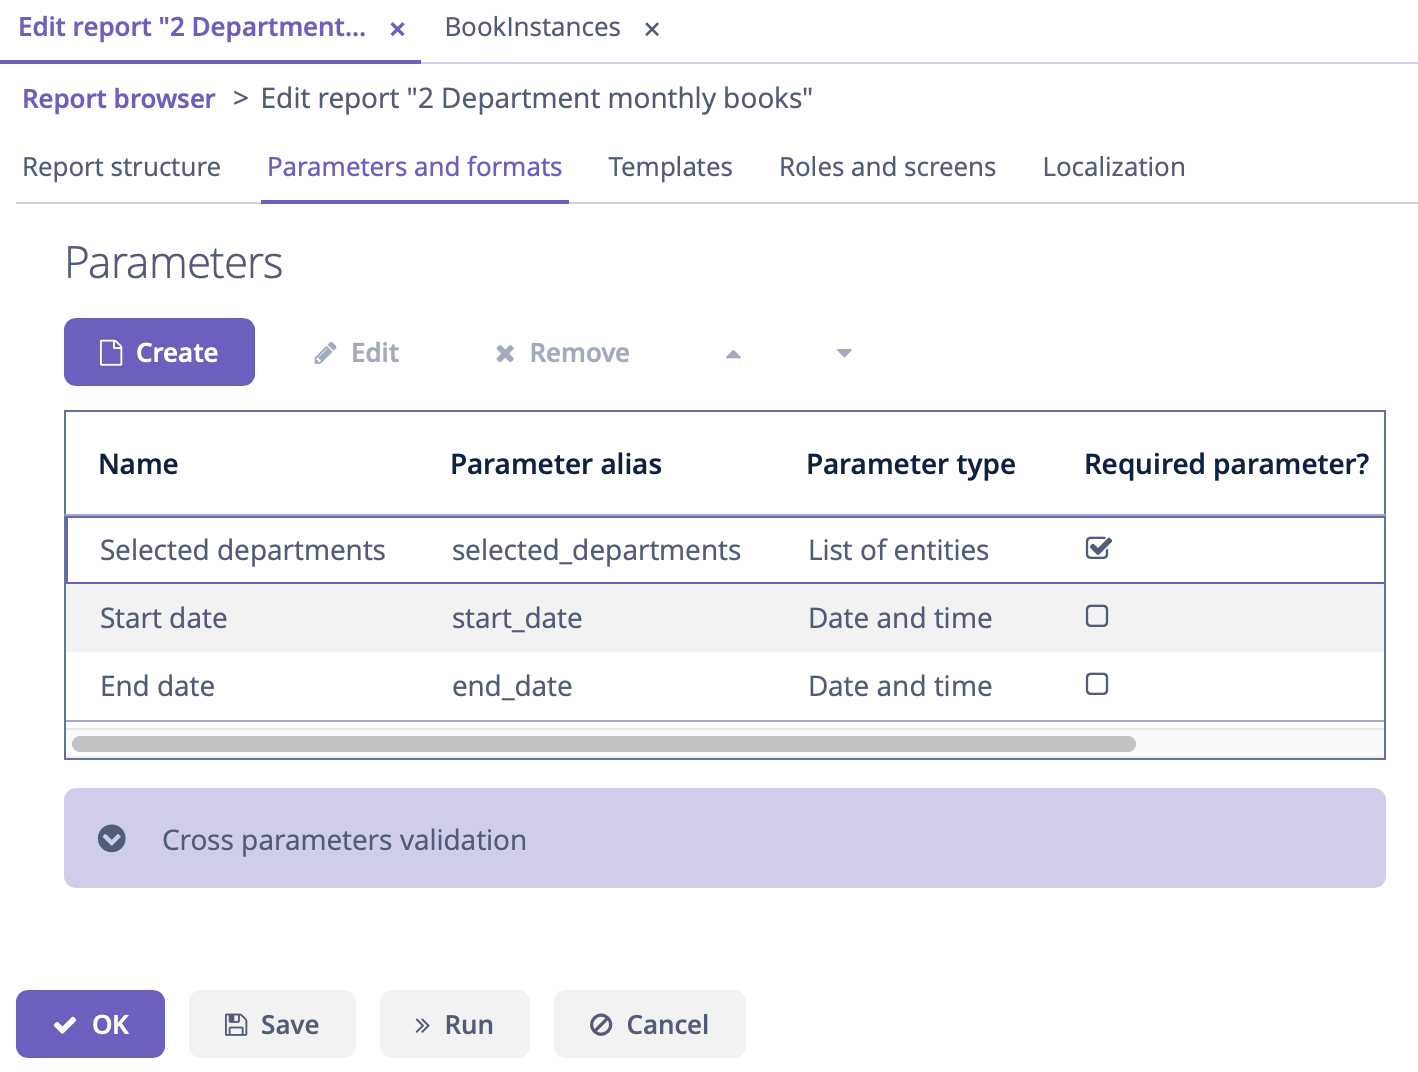 Edit report "2 Department... × BookInstances ×
Report browser > Edit report "2 Department monthly books"
Report structure Parameters and formats Templates Roles and screens Localization
Parameters
Create Edit Remove
Name Parameter alias Parameter type Required parameter?
Selected departments selected_departments List of entities
Start date start_date Date and time
End date end_date Date and time
Cross parameters validation
OK Save Run Cancel